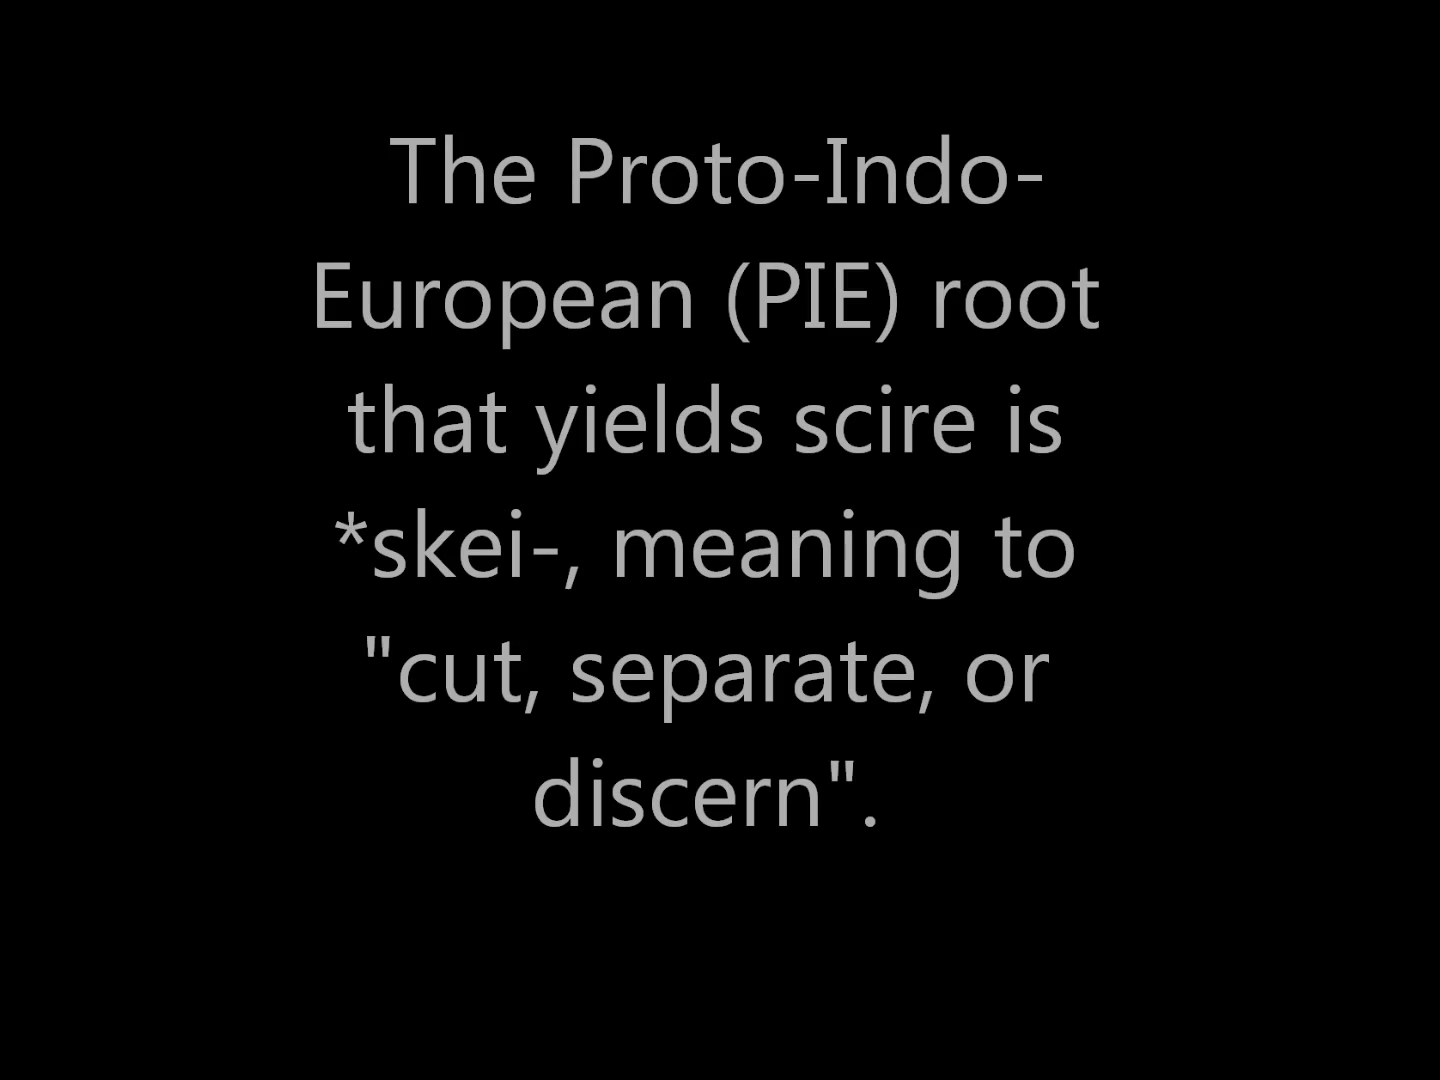 The Proto-Indo-
European (PIE) root
that yields scire is
*skei-, meaning to
"cut, separate, or
discern".